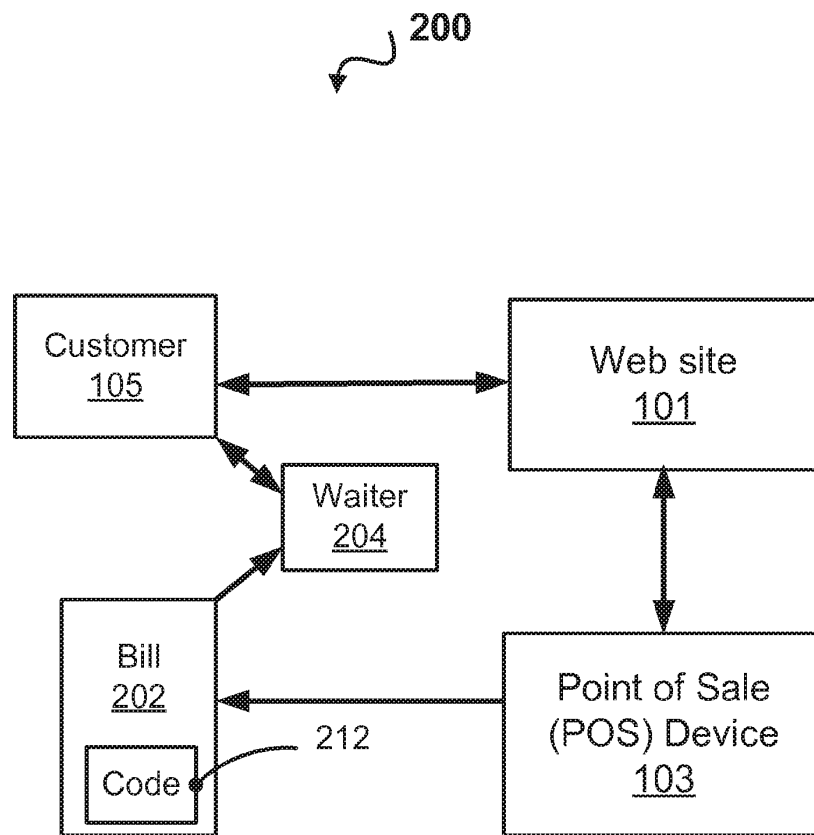 200
Customer
105
Web site
101
Waiter
204
Bill
202
Code
212
Point of Sale
(POS) Device
103